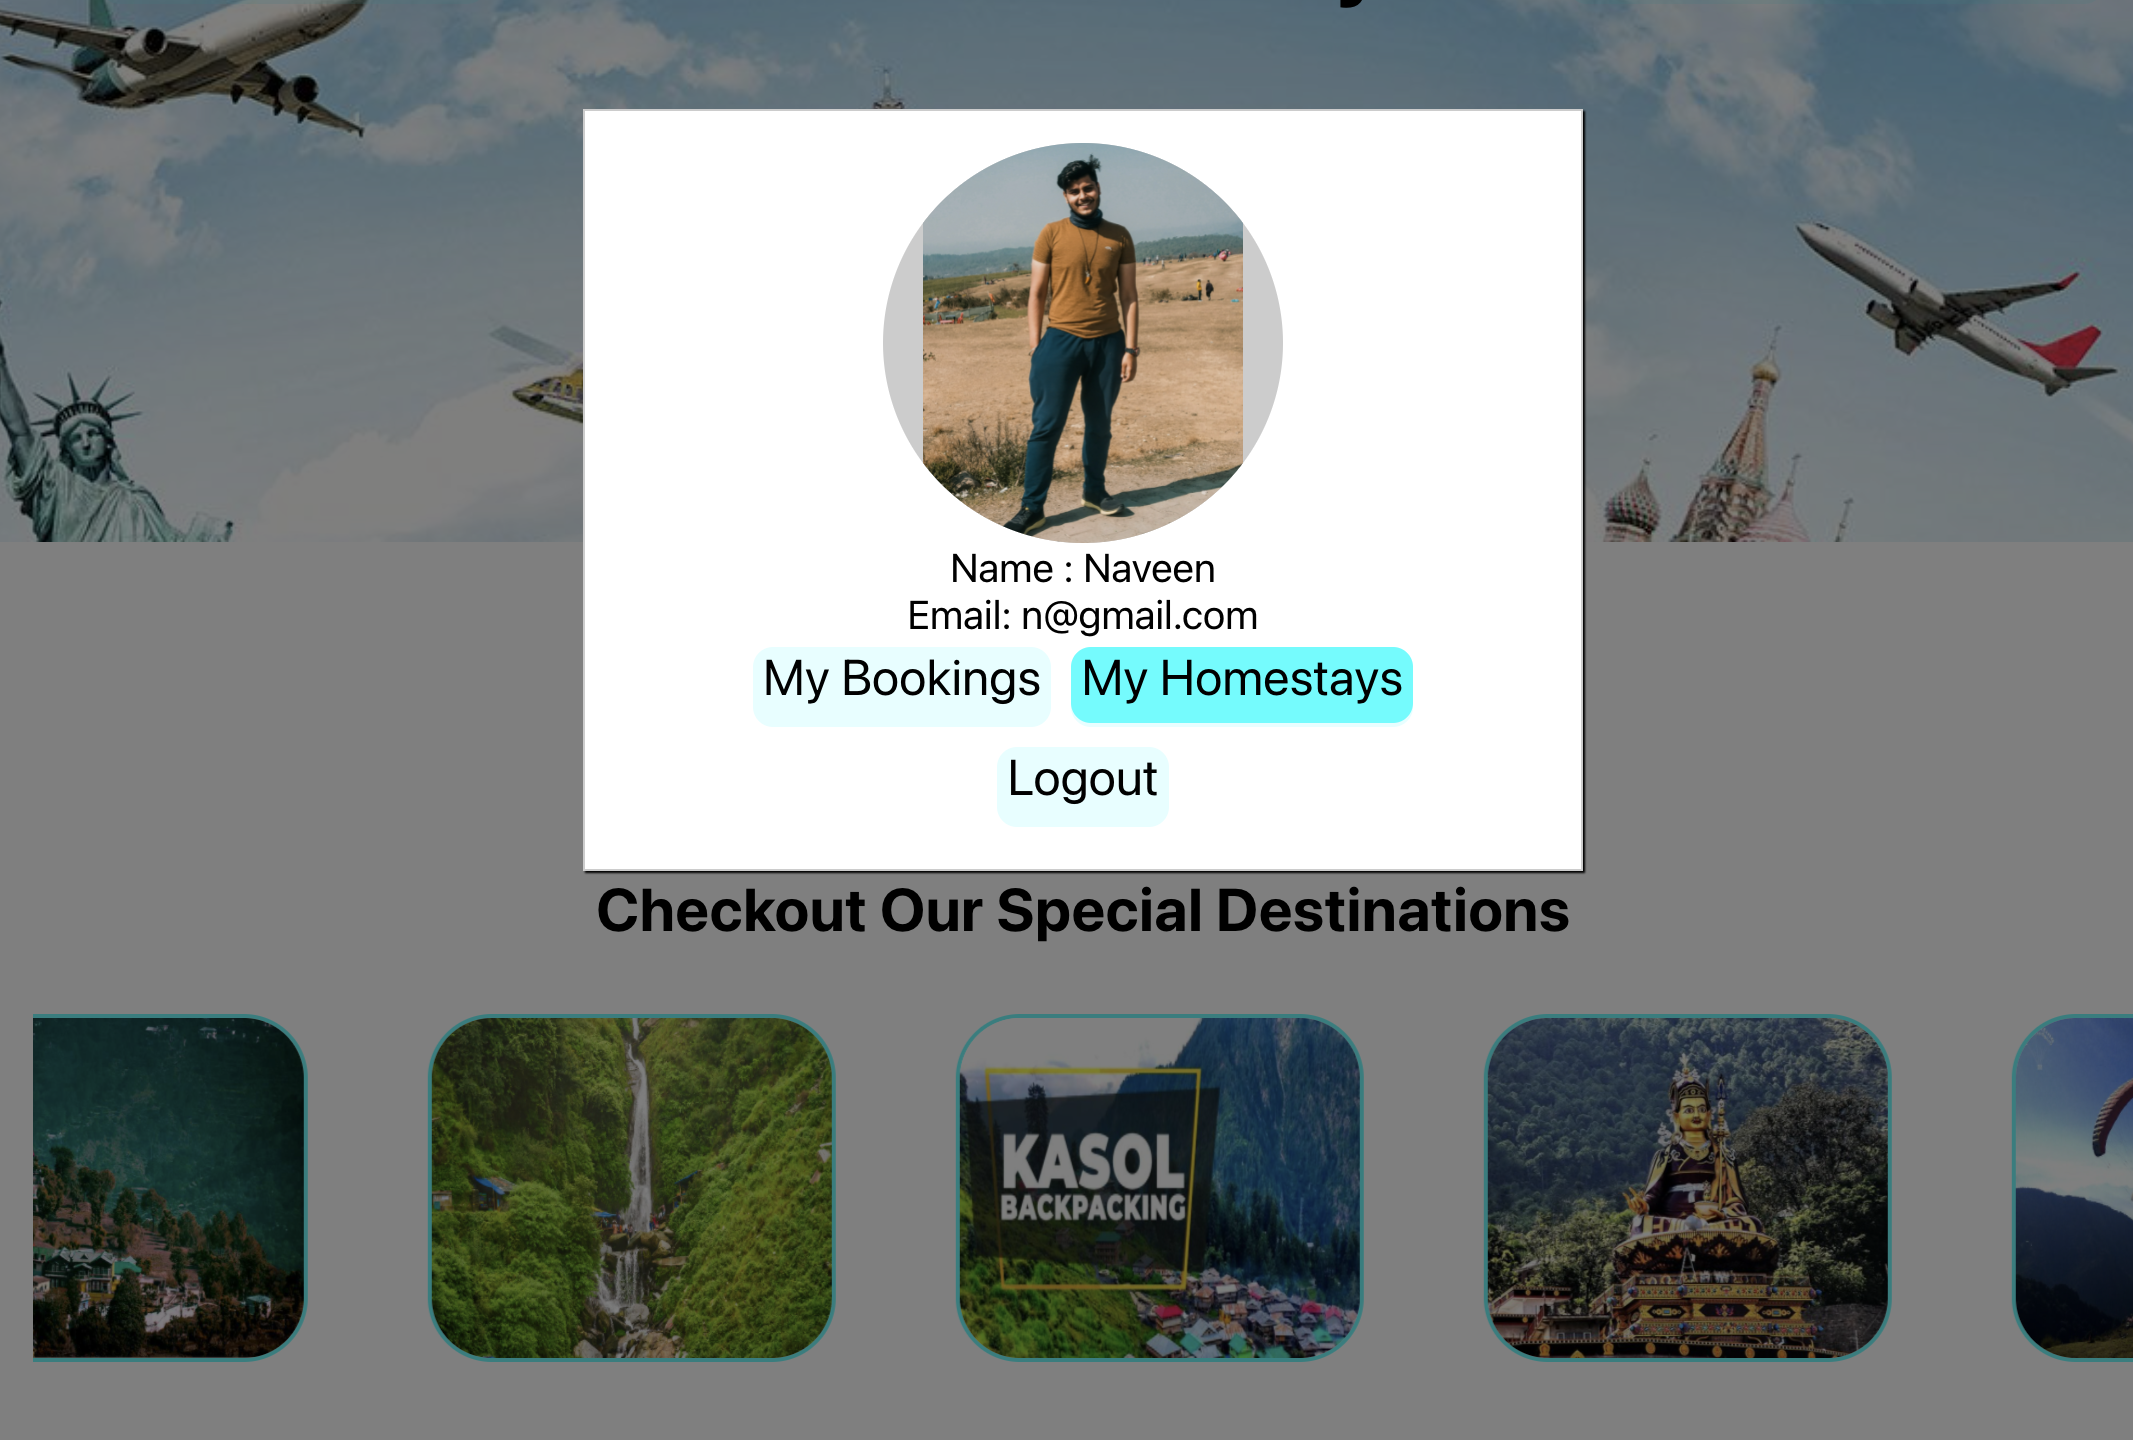 Name : Naveen
Email: n@gmail.com
My Bookings My Homestays
Logout
Checkout Our Special Destinations
KASOL
BACKPACKING